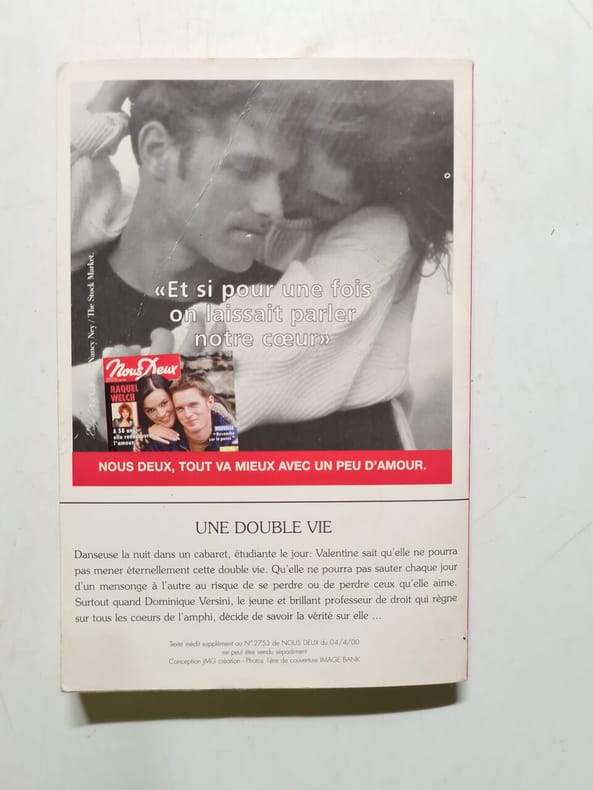 Nancy Ney / The Stock Market.
«Et si pour une fois
on laissait parler
notre cœur»
Nous Deux
RAQUEL
WELCH
A 58 ans
elle redécouvre
l'amour
NOUVELLE
NOUS DEUX, TOUT VA MIEUX AVEC UN PEU D'AMOUR.
UNE DOUBLE VIE
Danseuse la nuit dans un cabaret, étudiante le jour: Valentine sait qu'elle ne pourra
pas mener éternellement cette double vie. Qu'elle ne pourra pas sauter chaque jour
d'un mensonge à l'autre au risque de se perdre ou de perdre ceux qu'elle aime.
Surtout quand Dominique Versini, le jeune et brillant professeur de droit qui règne
sur tous les coeurs de l'amphi, décide de savoir la vérité sur elle ...
Texte inédit supplément au N°2753 de NOUS DEUX du 04/4/00
ne peut être vendu séparément
Conception JMG création - Photos 1ère de couverture IMAGE BANK